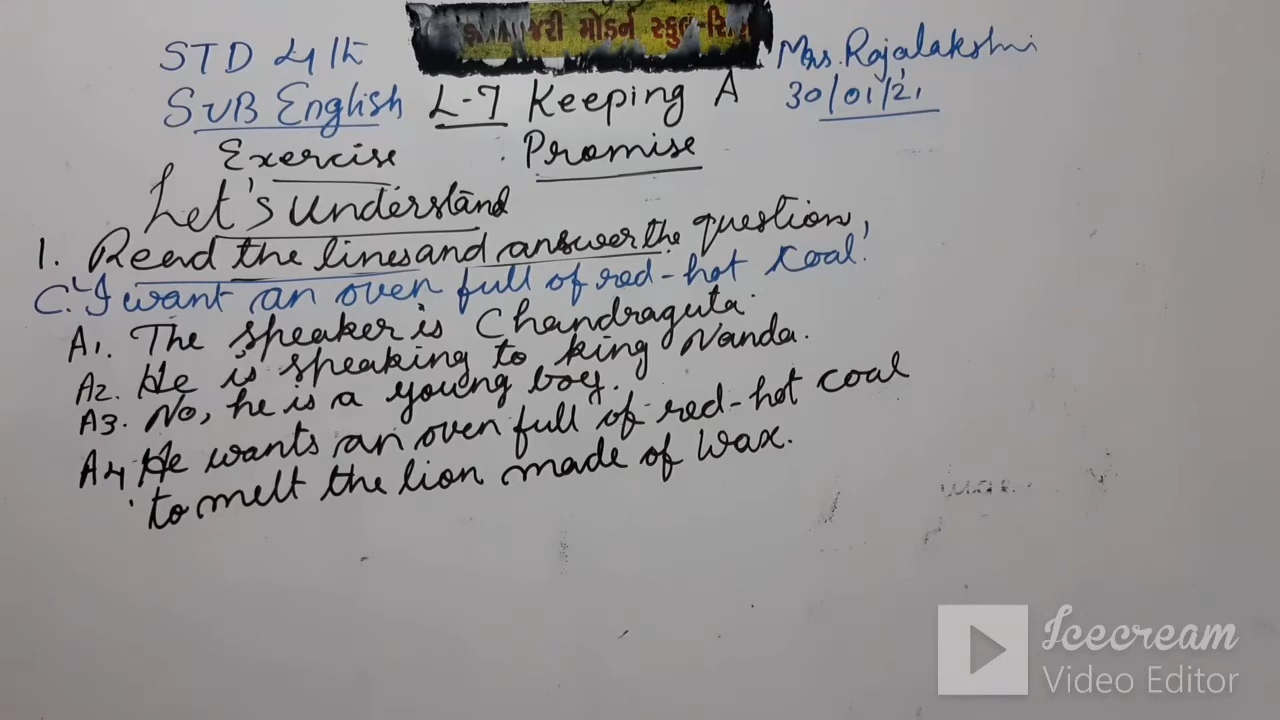 મોડર્ન સ્કુલ
STD 4th
Mrs. Rajalakshmi
SUB English L-7 Keeping A 30/01/21
Exercise Promise
Let's Understand
1. Read the lines and answer the question,
C. "I want an oven full of red-hot coal."
A1. The speaker is Chandraguta.
A2. He is speaking to king Nanda.
A3. No, he is a young boy.
A4 He wants an oven full of red-hot coal
to melt the lion made of wax.
Icecream
Video Editor